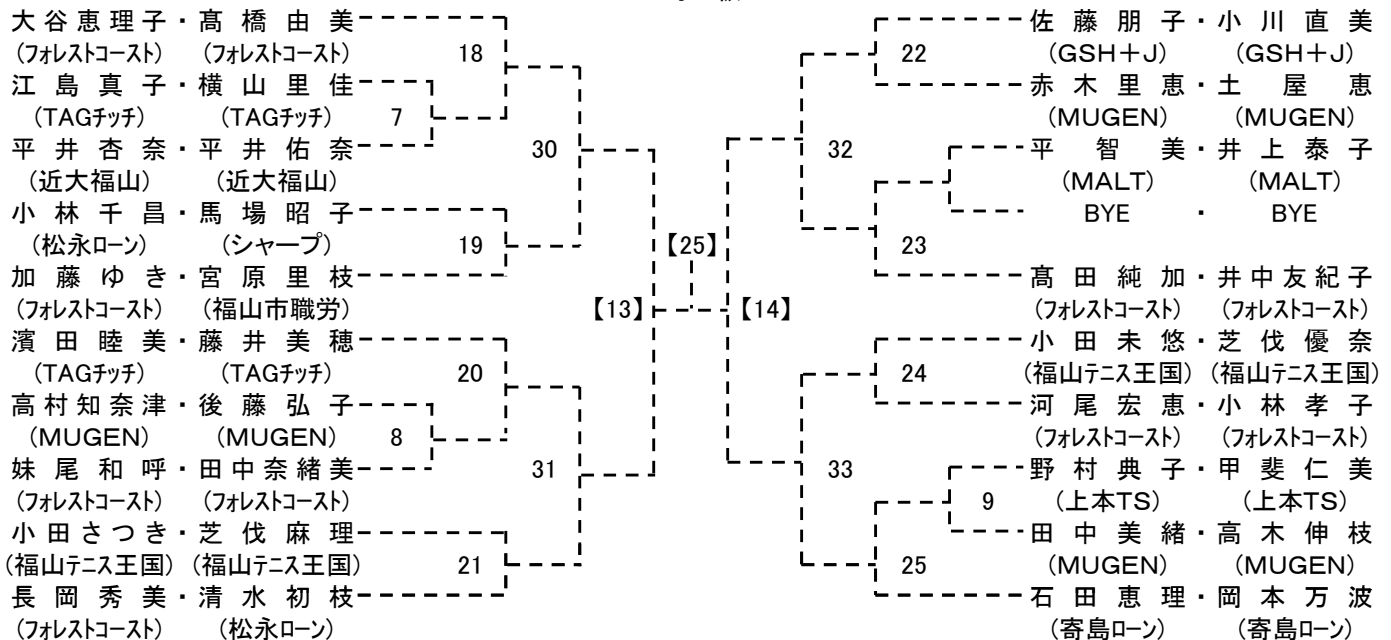 大谷恵理子・髙橋由美
(フォレストコースト) (フォレストコースト)
18
江島真子・横山里佳
(TAGチッチ) (TAGチッチ)
7
平井杏奈・平井佑奈
(近大福山) (近大福山)
30
小林千昌・馬場昭子
(松永ローン) (シャープ)
19
加藤ゆき・宮原里枝
(フォレストコースト) (福山市職労)
【13】
濱田睦美・藤井美穂
(TAGチッチ) (TAGチッチ)
20
高村知奈津・後藤弘子
(MUGEN) (MUGEN)
8
妹尾和呼・田中奈緒美
(フォレストコースト) (フォレストコースト)
31
小田さつき・芝伐麻理
(福山テニス王国) (福山テニス王国)
21
長岡秀美・清水初枝
(フォレストコースト) (松永ローン)
【25】
佐藤朋子・小川直美
22 (GSH+J) (GSH+J)
赤木里恵・土屋恵
(MUGEN) (MUGEN)
32
平智美・井上泰子
(MALT) (MALT)
BYE ・ BYE
23
髙田純加・井中友紀子
(フォレストコースト) (フォレストコースト)
【14】
小田未悠・芝伐優奈
24 (福山テニス王国) (福山テニス王国)
河尾宏恵・小林孝子
(フォレストコースト) (フォレストコースト)
33
野村典子・甲斐仁美
9 (上本TS) (上本TS)
田中美緒・高木伸枝
25 (MUGEN) (MUGEN)
石田恵理・岡本万波
(寄島ローン) (寄島ローン)